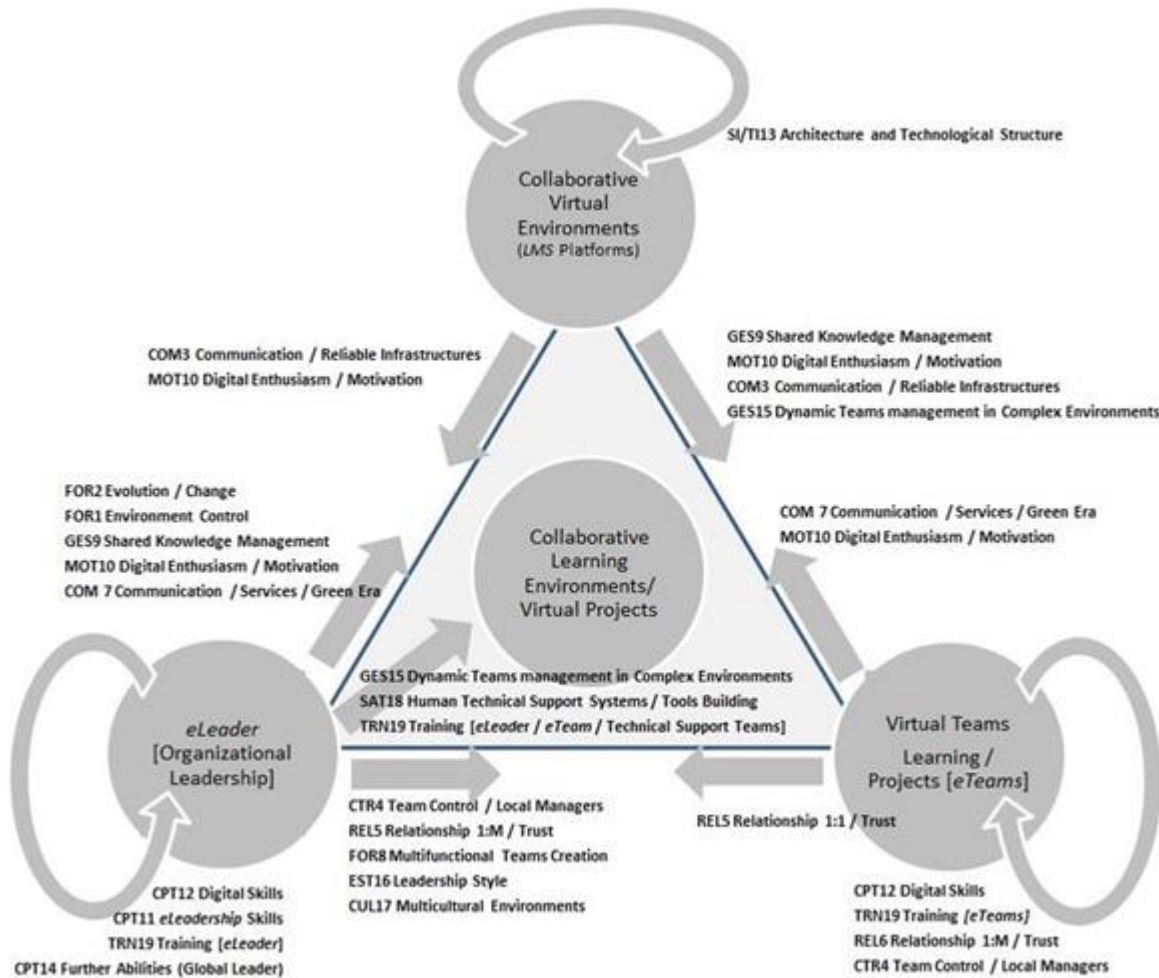 SI/TI13 Architecture and Technological Structure
Collaborative
Virtual
Environments
(LMS Platforms)
COM3 Communication / Reliable Infrastructures
MOT10 Digital Enthusiasm / Motivation
GES9 Shared Knowledge Management
MOT10 Digital Enthusiasm / Motivation
COM3 Communication / Reliable Infrastructures
GES15 Dynamic Teams management in Complex Environments
FOR2 Evolution / Change
FOR1 Environment Control
GES9 Shared Knowledge Management
MOT10 Digital Enthusiasm / Motivation
COM 7 Communication / Services / Green Era
COM 7 Communication / Services / Green Era
MOT10 Digital Enthusiasm / Motivation
Collaborative
Learning
Environments/
Virtual Projects
GES15 Dynamic Teams management in Complex Environments
SAT18 Human Technical Support Systems / Tools Building
TRN19 Training [eLeader / eTeam / Technical Support Teams]
eLeader
[Organizational
Leadership]
Virtual Teams
Learning /
Projects [eTeams]
CTR4 Team Control / Local Managers
REL5 Relationship 1:M / Trust
FOR8 Multifunctional Teams Creation
EST16 Leadership Style
CUL17 Multicultural Environments
REL5 Relationship 1:1 / Trust
CPT12 Digital Skills
CPT11 eLeadership Skills
TRN19 Training [eLeader]
CPT14 Further Abilities (Global Leader)
CPT12 Digital Skills
TRN19 Training [eTeams]
REL6 Relationship 1:M / Trust
CTR4 Team Control / Local Managers